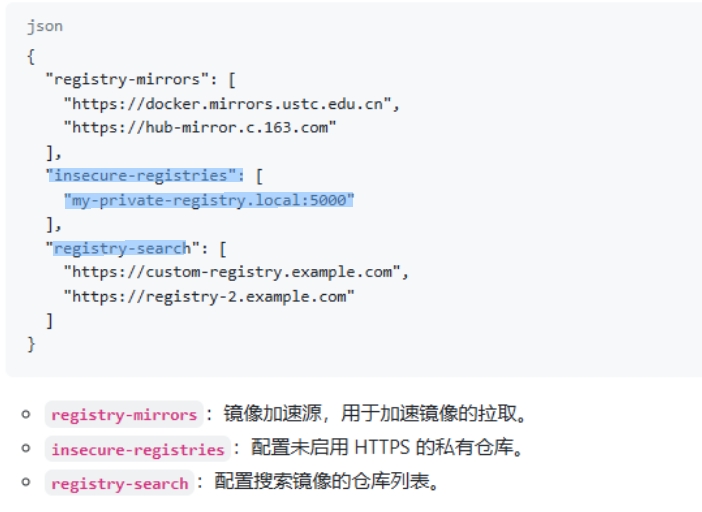 json
{
  "registry-mirrors": [
    "https://docker.mirrors.ustc.edu.cn",
    "https://hub-mirror.c.163.com"
  ],
  "insecure-registries": [
    "my-private-registry.local:5000"
  ],
  "registry-search": [
    "https://custom-registry.example.com",
    "https://registry-2.example.com"
  ]
}
registry-mirrors：镜像加速源，用于加速镜像的拉取。
insecure-registries：配置未启用 HTTPS 的私有仓库。
registry-search：配置搜索镜像的仓库列表。